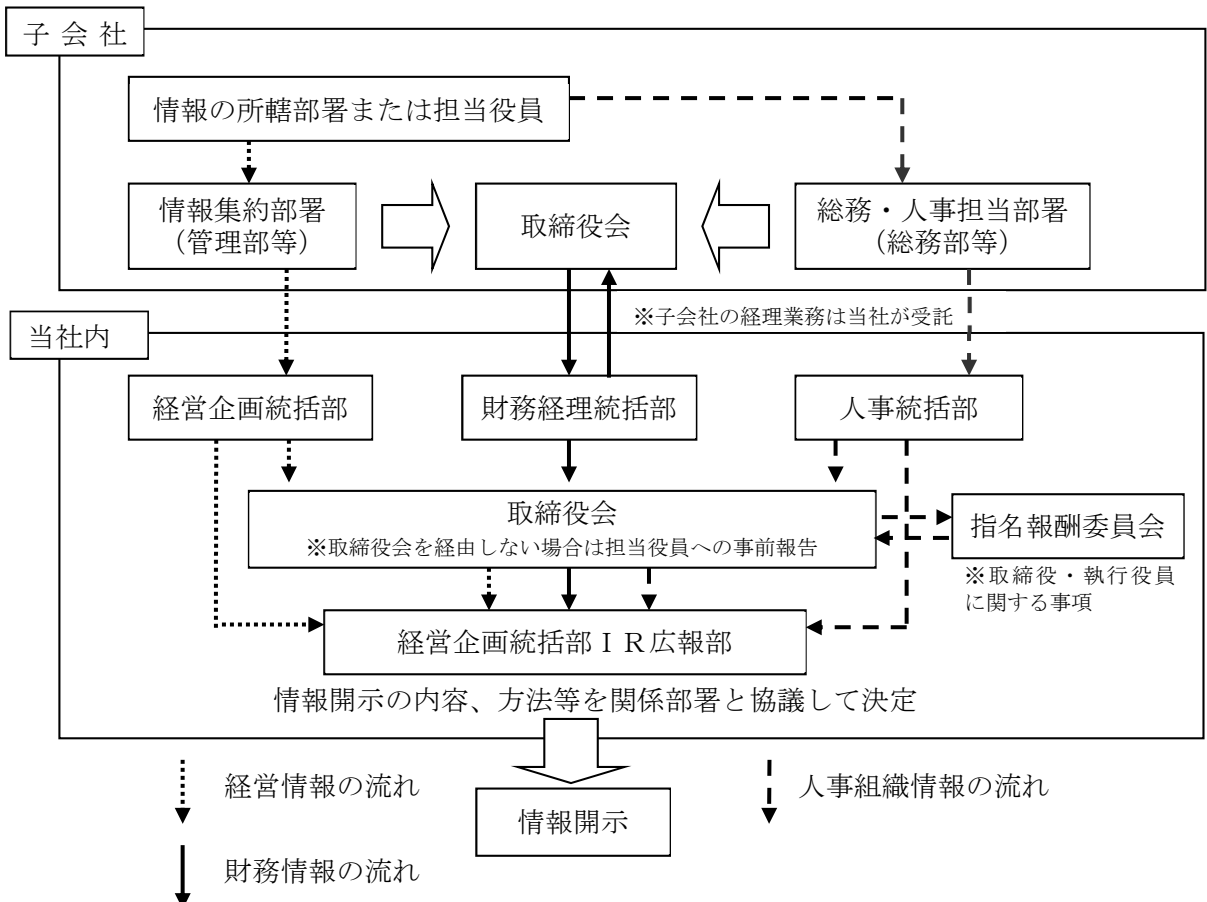 子会社
情報の所轄部署または担当役員
情報集約部署
（管理部等）
取締役会
総務・人事担当部署
（総務部等）
※子会社の経理業務は当社が受託
当社内
経営企画統括部
財務経理統括部
人事統括部
取締役会
※取締役会を経由しない場合は担当役員への事前報告
指名報酬委員会
※取締役・執行役員
に関する事項
経営企画統括部ＩＲ広報部
情報開示の内容、方法等を関係部署と協議して決定
経営情報の流れ
人事組織情報の流れ
情報開示
財務情報の流れ